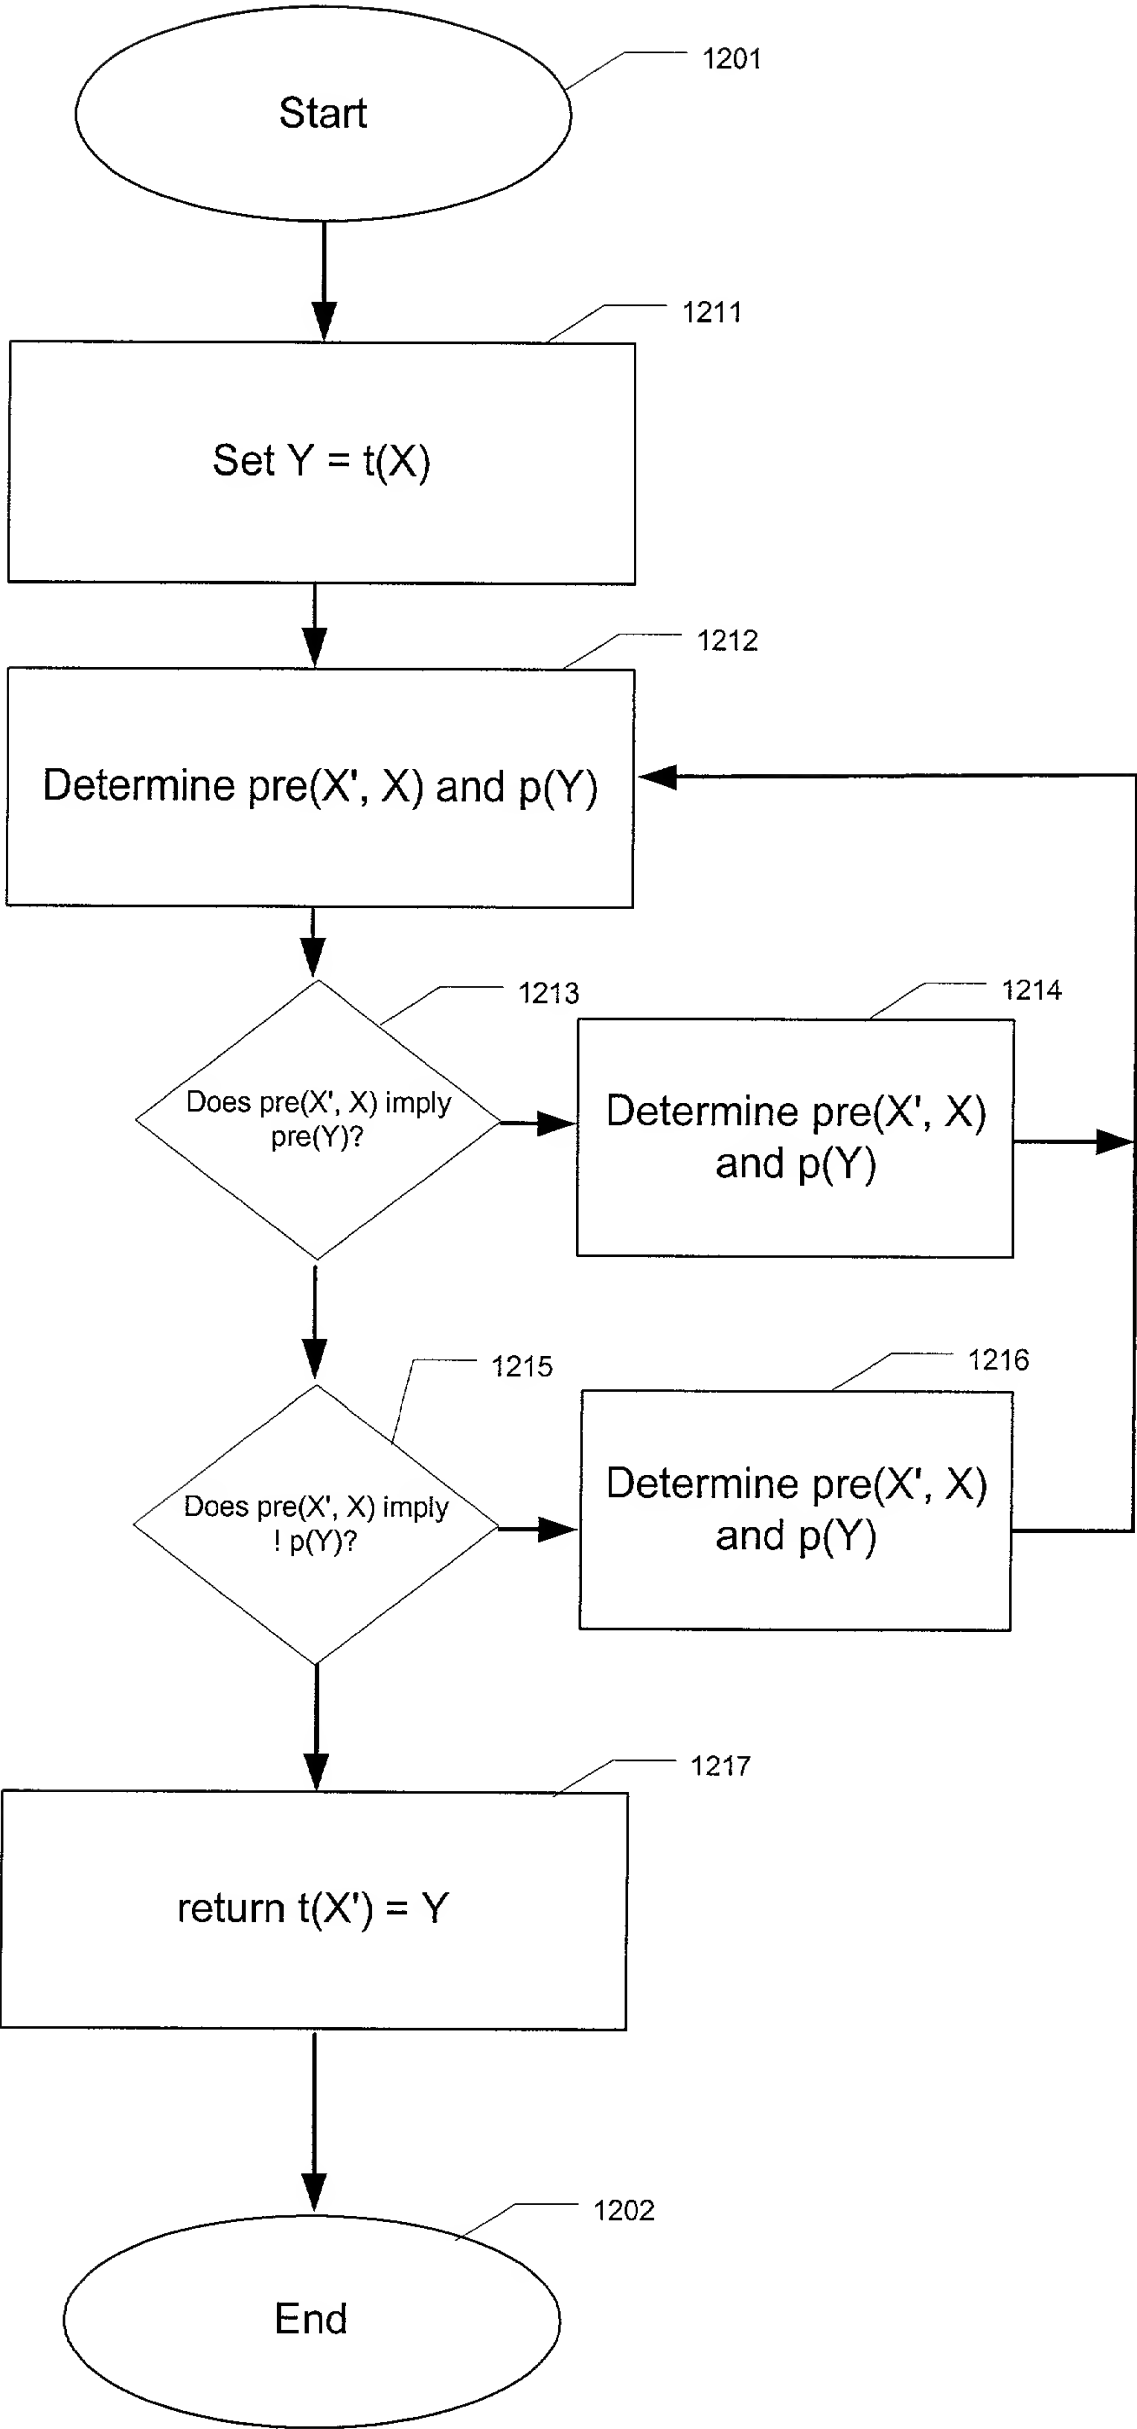 Start
1201
1211
Set Y = t(X)
1212
Determine pre(X', X) and p(Y)
1213
Does pre(X', X) imply
pre(Y)?
1214
Determine pre(X', X)
and p(Y)
1215
Does pre(X', X) imply
! p(Y)?
1216
Determine pre(X', X)
and p(Y)
1217
return t(X') = Y
1202
End